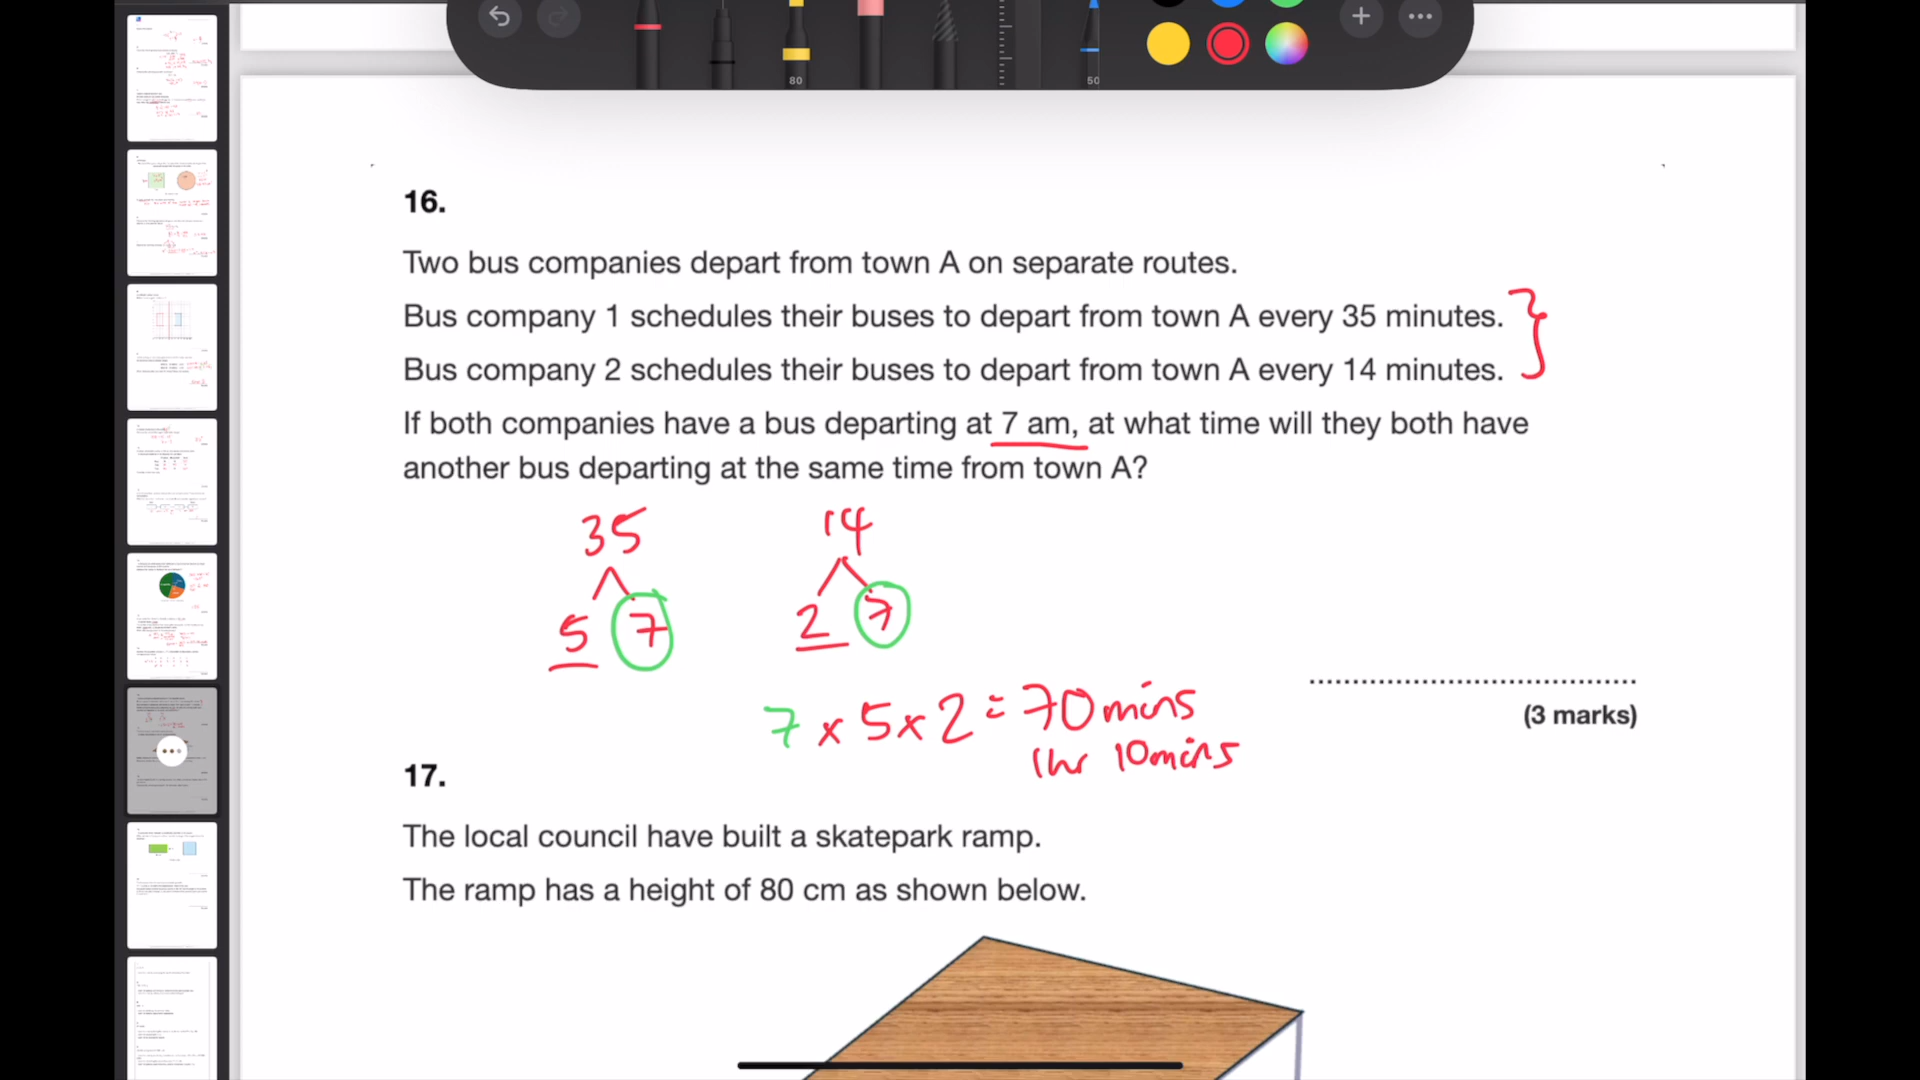 80
50
16.
Two bus companies depart from town A on separate routes.
Bus company 1 schedules their buses to depart from town A every 35 minutes.
Bus company 2 schedules their buses to depart from town A every 14 minutes.
If both companies have a bus departing at 7 am, at what time will they both have
another bus departing at the same time from town A?
35 14
5 7 2 7
7 x 5 x 2 = 70 mins
1hr 10mins
(3 marks)
17.
The local council have built a skatepark ramp.
The ramp has a height of 80 cm as shown below.